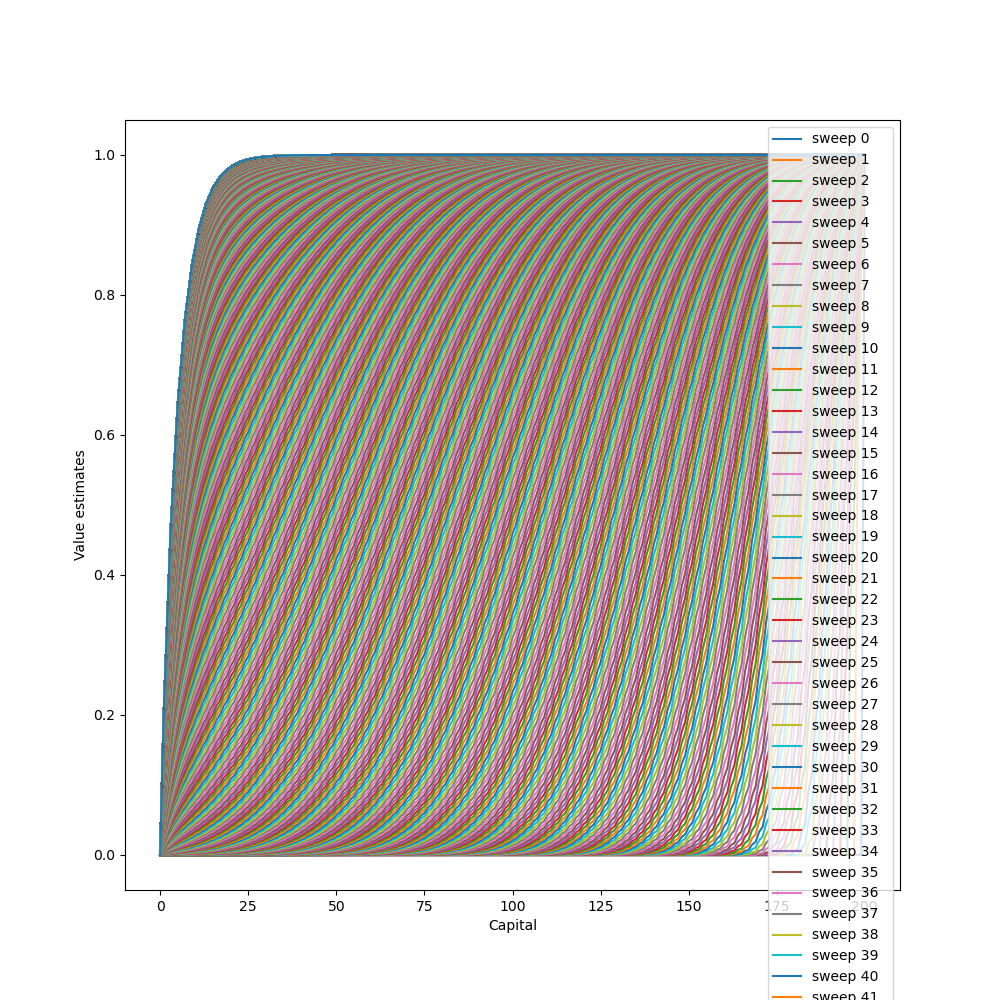 1.0
0.8
0.6
0.4
0.2
0.0
Value estimates
0
25
50
75
100
125
150
175
200
Capital
sweep 0
sweep 1
sweep 2
sweep 3
sweep 4
sweep 5
sweep 6
sweep 7
sweep 8
sweep 9
sweep 10
sweep 11
sweep 12
sweep 13
sweep 14
sweep 15
sweep 16
sweep 17
sweep 18
sweep 19
sweep 20
sweep 21
sweep 22
sweep 23
sweep 24
sweep 25
sweep 26
sweep 27
sweep 28
sweep 29
sweep 30
sweep 31
sweep 32
sweep 33
sweep 34
sweep 35
sweep 36
sweep 37
sweep 38
sweep 39
sweep 40
sweep 41